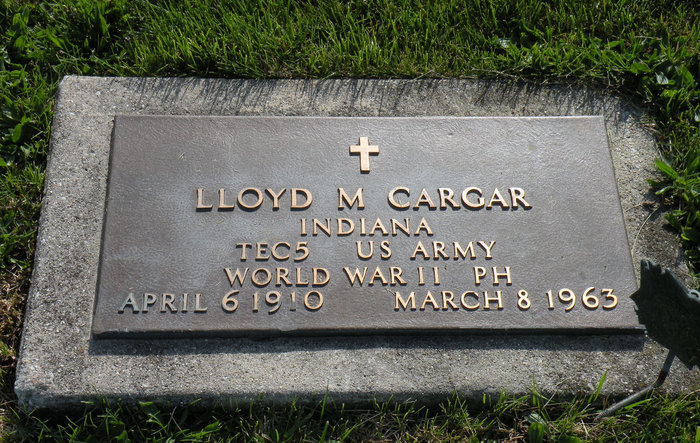 LLOYD M CARGAR
INDIANA
TEC5 US ARMY
WORLD WAR II PH
APRIL 6 1910 MARCH 8 1963